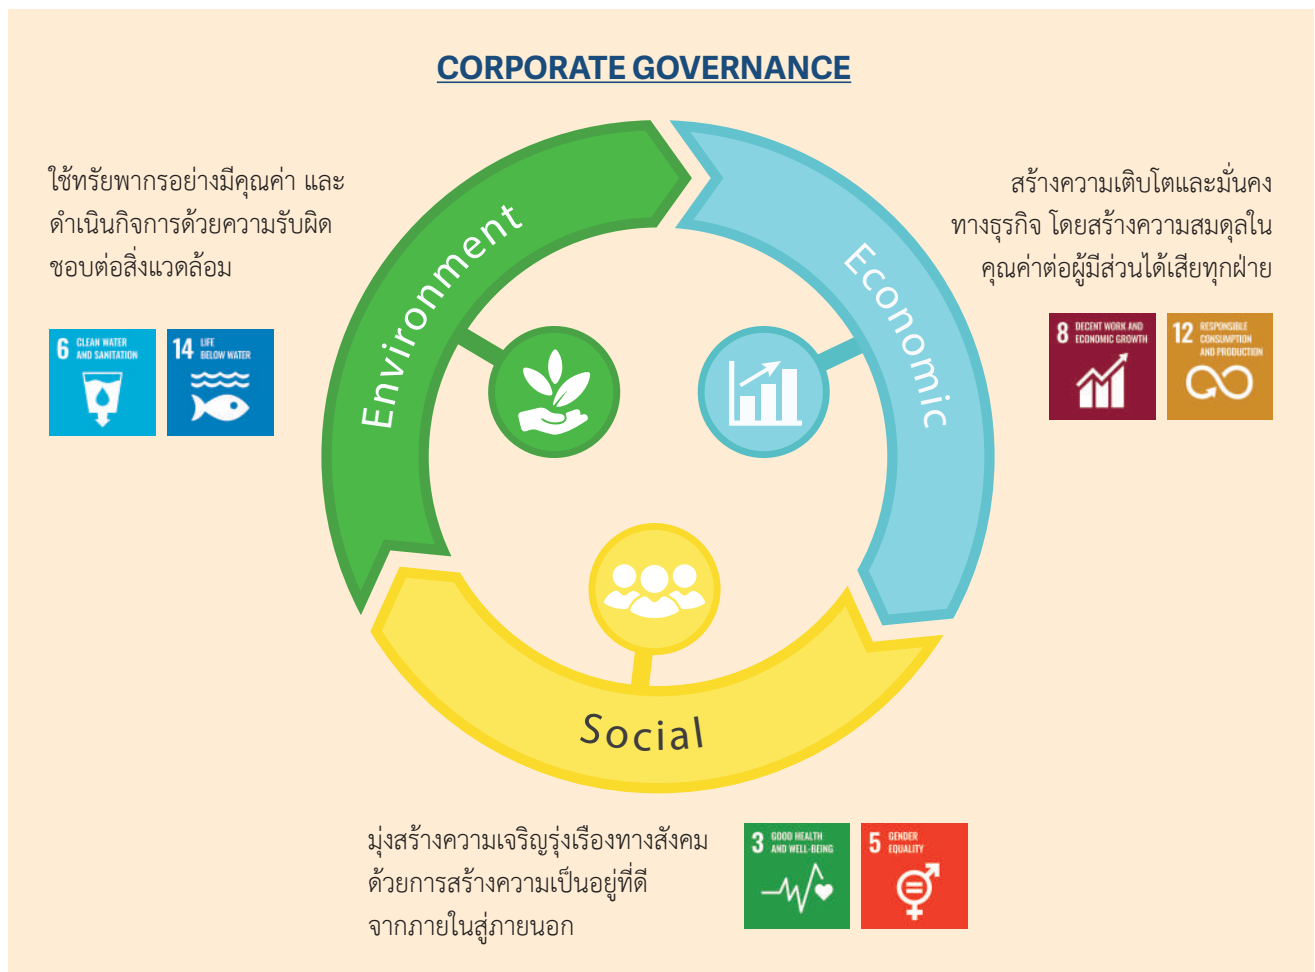 CORPORATE GOVERNANCE
ใช้ทรัยพากรอย่างมีคุณค่า และ
ดำเนินกิจการด้วยความรับผิด
ชอบต่อสิ่งแวดล้อม
6 CLEAN WATER
AND SANITATION
14 LIFE
BELOW WATER
Environment
Economic
สร้างความเติบโตและมั่นคง
ทางธุรกิจ โดยสร้างความสมดุลใน
คุณค่าต่อผู้มีส่วนได้เสียทุกฝ่าย
8 DECENT WORK AND
ECONOMIC GROWTH
12 RESPONSIBLE
CONSUMPTION
AND PRODUCTION
Social
มุ่งสร้างความเจริญรุ่งเรืองทางสังคม
ด้วยการสร้างความเป็นอยู่ที่ดี
จากภายในสู่ภายนอก
3 GOOD HEALTH
AND WELL-BEING
5 GENDER
EQUALITY